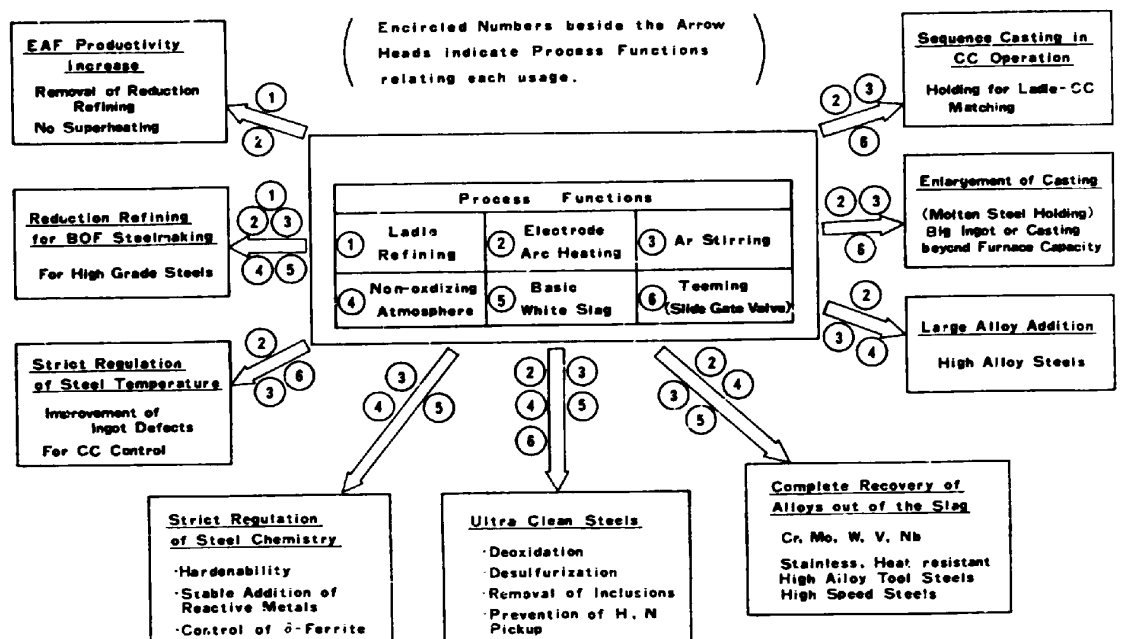 Encircled Numbers beside the Arrow
Heads indicate Process Functions
relating each usage.
EAF Productivity
Increase
Removal of Reduction
Refining
No Superheating
1
2
Sequence Casting in
CC Operation
Holding for Ladle-CC
Matching
2 3
6
Reduction Refining
for BOF Steelmaking
For High Grade Steels
1
2 3
4 5
Process Functions
1 Ladle
Refining
2 Electrode
Arc Heating
3 Ar Stirring
4 Non-oxdizing
Atmosphere
5 Basic
White Slag
6 Teeming
(Slide Gate Valve)
Enlargement of Casting
(Molten Steel Holding)
Big Ingot or Casting
beyond Furnace Capacity
2 3
6
Strict Regulation
of Steel Temperature
Improvement of
Ingot Defects
For CC Control
2
3 6
Large Alloy Addition
High Alloy Steels
2
3 4
3
4 5
2 3
4 5
6
2
3 4
5
Strict Regulation
of Steel Chemistry
·Hardenability
·Stable Addition of
Reactive Metals
·Control of δ-Ferrite
Ultra Clean Steels
·Deoxidation
·Desulfurization
·Removal of Inclusions
·Prevention of H, N
Pickup
Complete Recovery of
Alloys out of the Slag
Cr, Mo, W, V, Nb
Stainless, Heat resistant
High Alloy Tool Steels
High Speed Steels